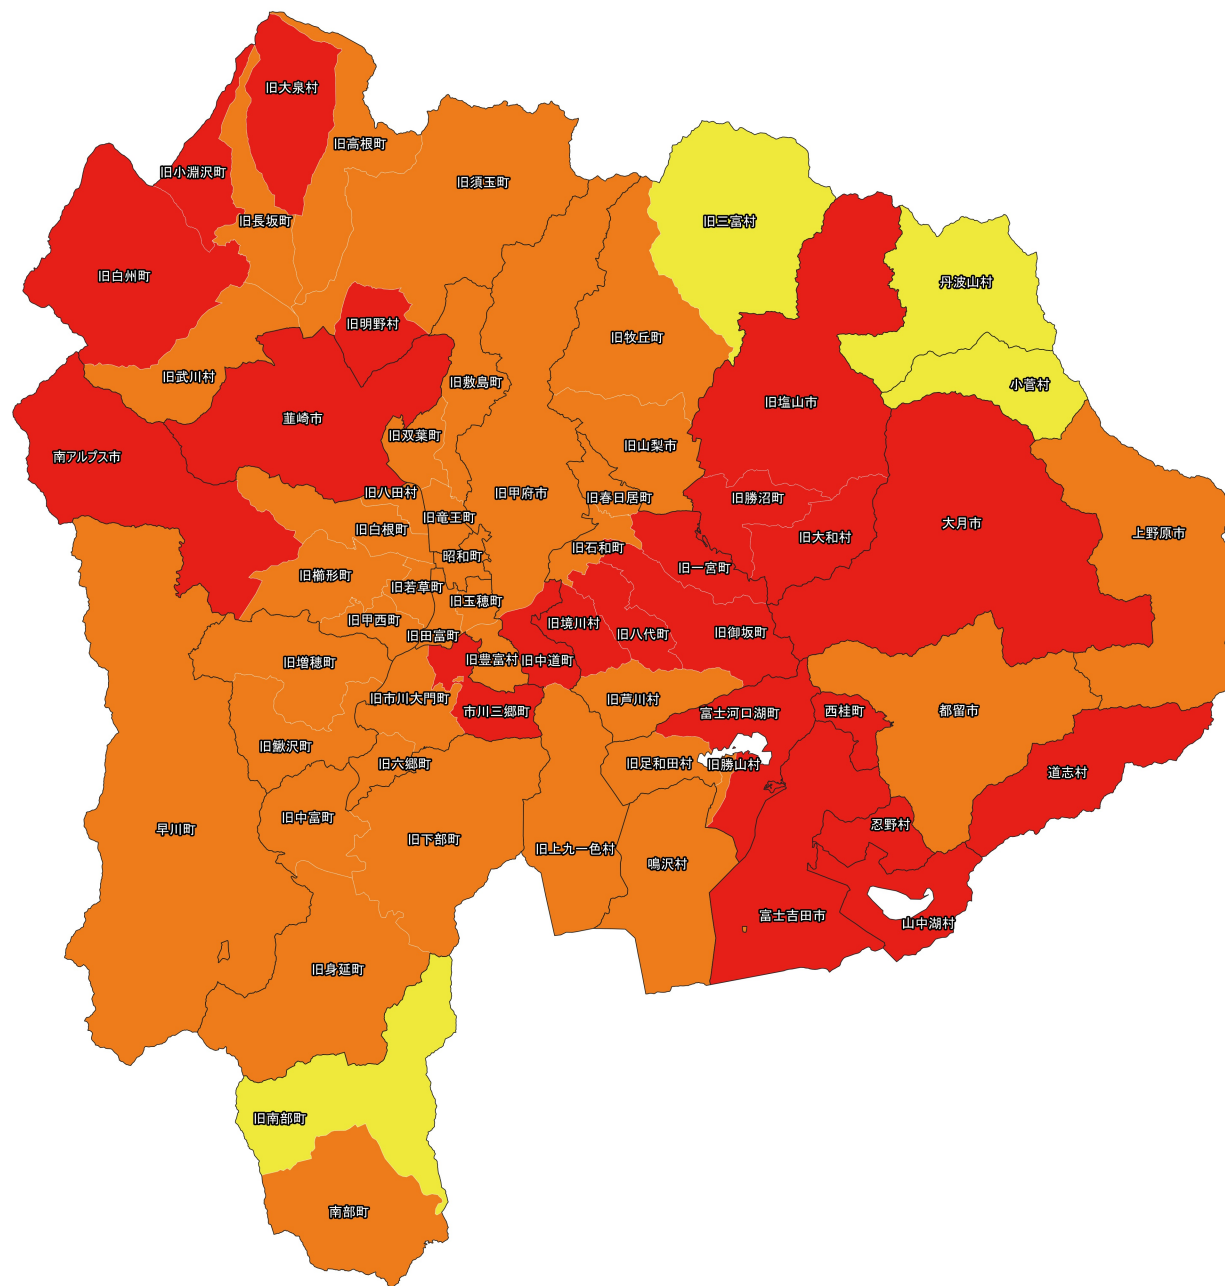 旧大泉村
旧高根町
旧小淵沢町
旧須玉町
旧長坂町
旧三富村
旧白州町
丹波山村
旧明野村
旧牧丘町
旧武川村
旧敷島町
小菅村
旧塩山市
韮崎市
旧双葉町
旧山梨市
南アルプス市
旧八田村
旧甲府市
旧春日居町
旧勝沼町
旧竜王町
旧白根町
大月市
上野原市
旧大和村
旧石和町
昭和町
旧一宮町
旧櫛形町
旧若草町
旧玉穂町
旧甲西町
旧境川村
旧八代町
旧御坂町
旧田富町
旧増穂町
旧豊富村
旧中道町
旧市川大門町
旧芦川村
市川三郷町
富士河口湖町
西桂町
都留市
旧鰍沢町
旧六郷町
旧足和田村
旧勝山村
道志村
旧中富町
早川町
忍野村
旧下部町
旧上九一色村
鳴沢村
富士吉田市
山中湖村
旧身延町
旧南部町
南部町